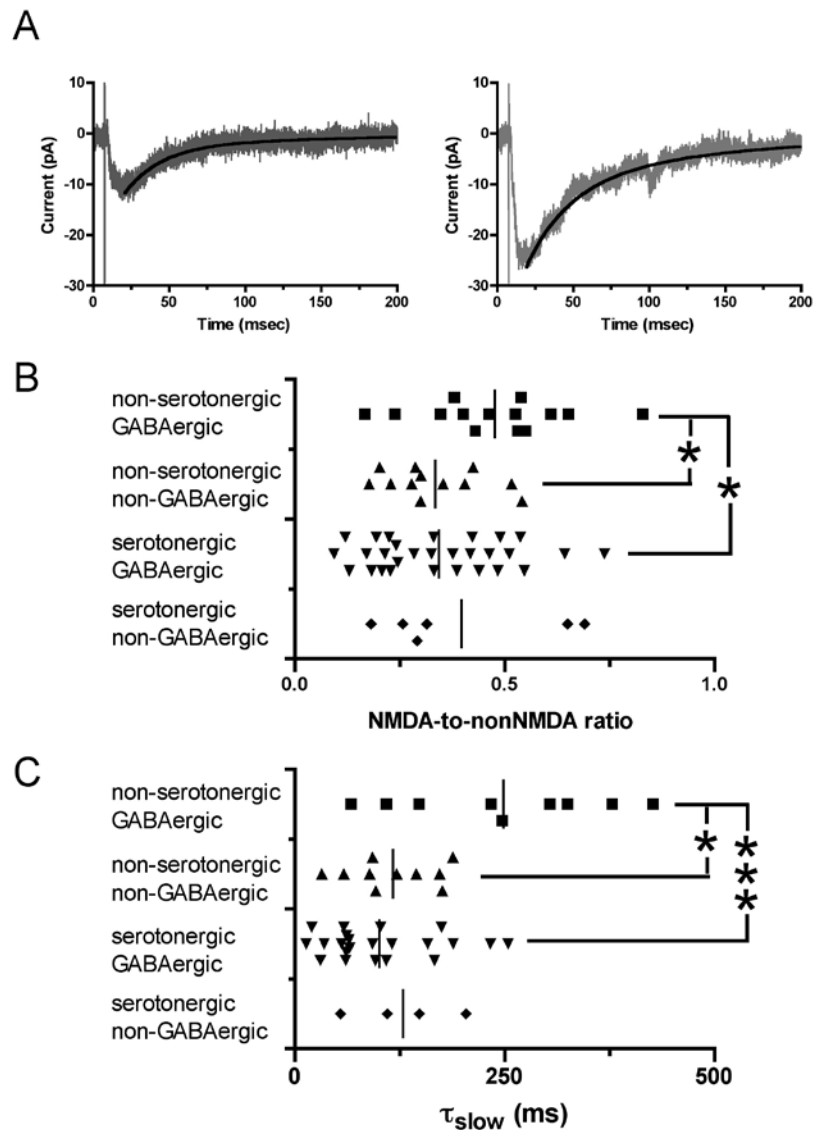 A
10
0
-10
-20
-30
Current (pA)
0 50 100 150 200
Time (msec)
10
0
-10
-20
-30
Current (pA)
0 50 100 150 200
Time (msec)
B
non-serotonergic
GABAergic
non-serotonergic
non-GABAergic
serotonergic
GABAergic
serotonergic
non-GABAergic
*
*
0.0 0.5 1.0
NMDA-to-nonNMDA ratio
C
non-serotonergic
GABAergic
non-serotonergic
non-GABAergic
serotonergic
GABAergic
serotonergic
non-GABAergic
*
***
0 250 500
τslow (ms)